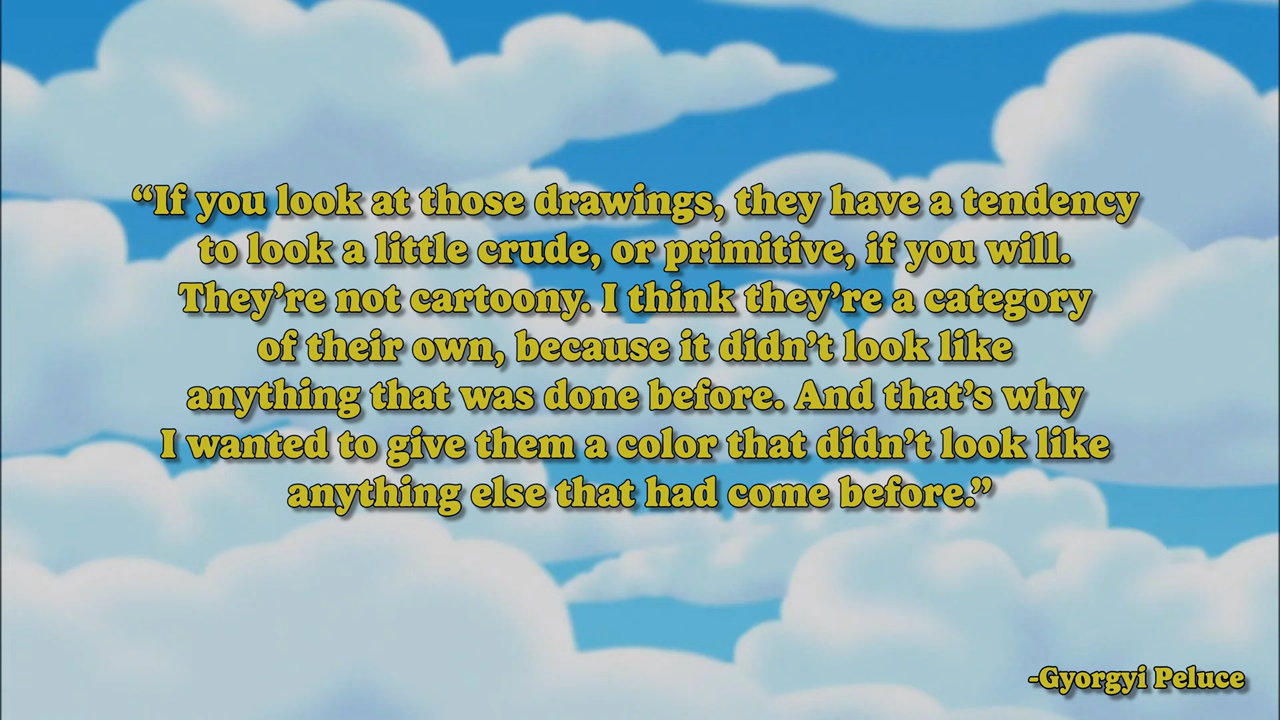 “If you look at those drawings, they have a tendency
to look a little crude, or primitive, if you will.
They’re not cartoony. I think they’re a category
of their own, because it didn’t look like
anything that was done before. And that’s why
I wanted to give them a color that didn’t look like
anything else that had come before.”
-Gyorgyi Peluce